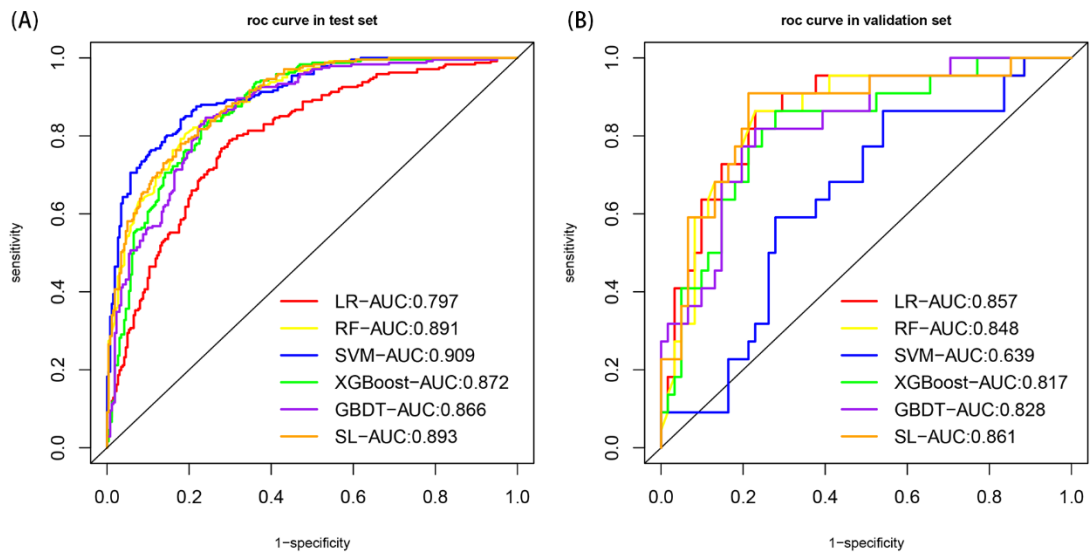 (A)
roc curve in test set
sensitivity
1.0
0.8
0.6
0.4
0.2
0.0
LR-AUC:0.797
RF-AUC:0.891
SVM-AUC:0.909
XGBoost-AUC:0.872
GBDT-AUC:0.866
SL-AUC:0.893
0.0 0.2 0.4 0.6 0.8 1.0
1-specificity
(B)
roc curve in validation set
sensitivity
1.0
0.8
0.6
0.4
0.2
0.0
LR-AUC:0.857
RF-AUC:0.848
SVM-AUC:0.639
XGBoost-AUC:0.817
GBDT-AUC:0.828
SL-AUC:0.861
0.0 0.2 0.4 0.6 0.8 1.0
1-specificity